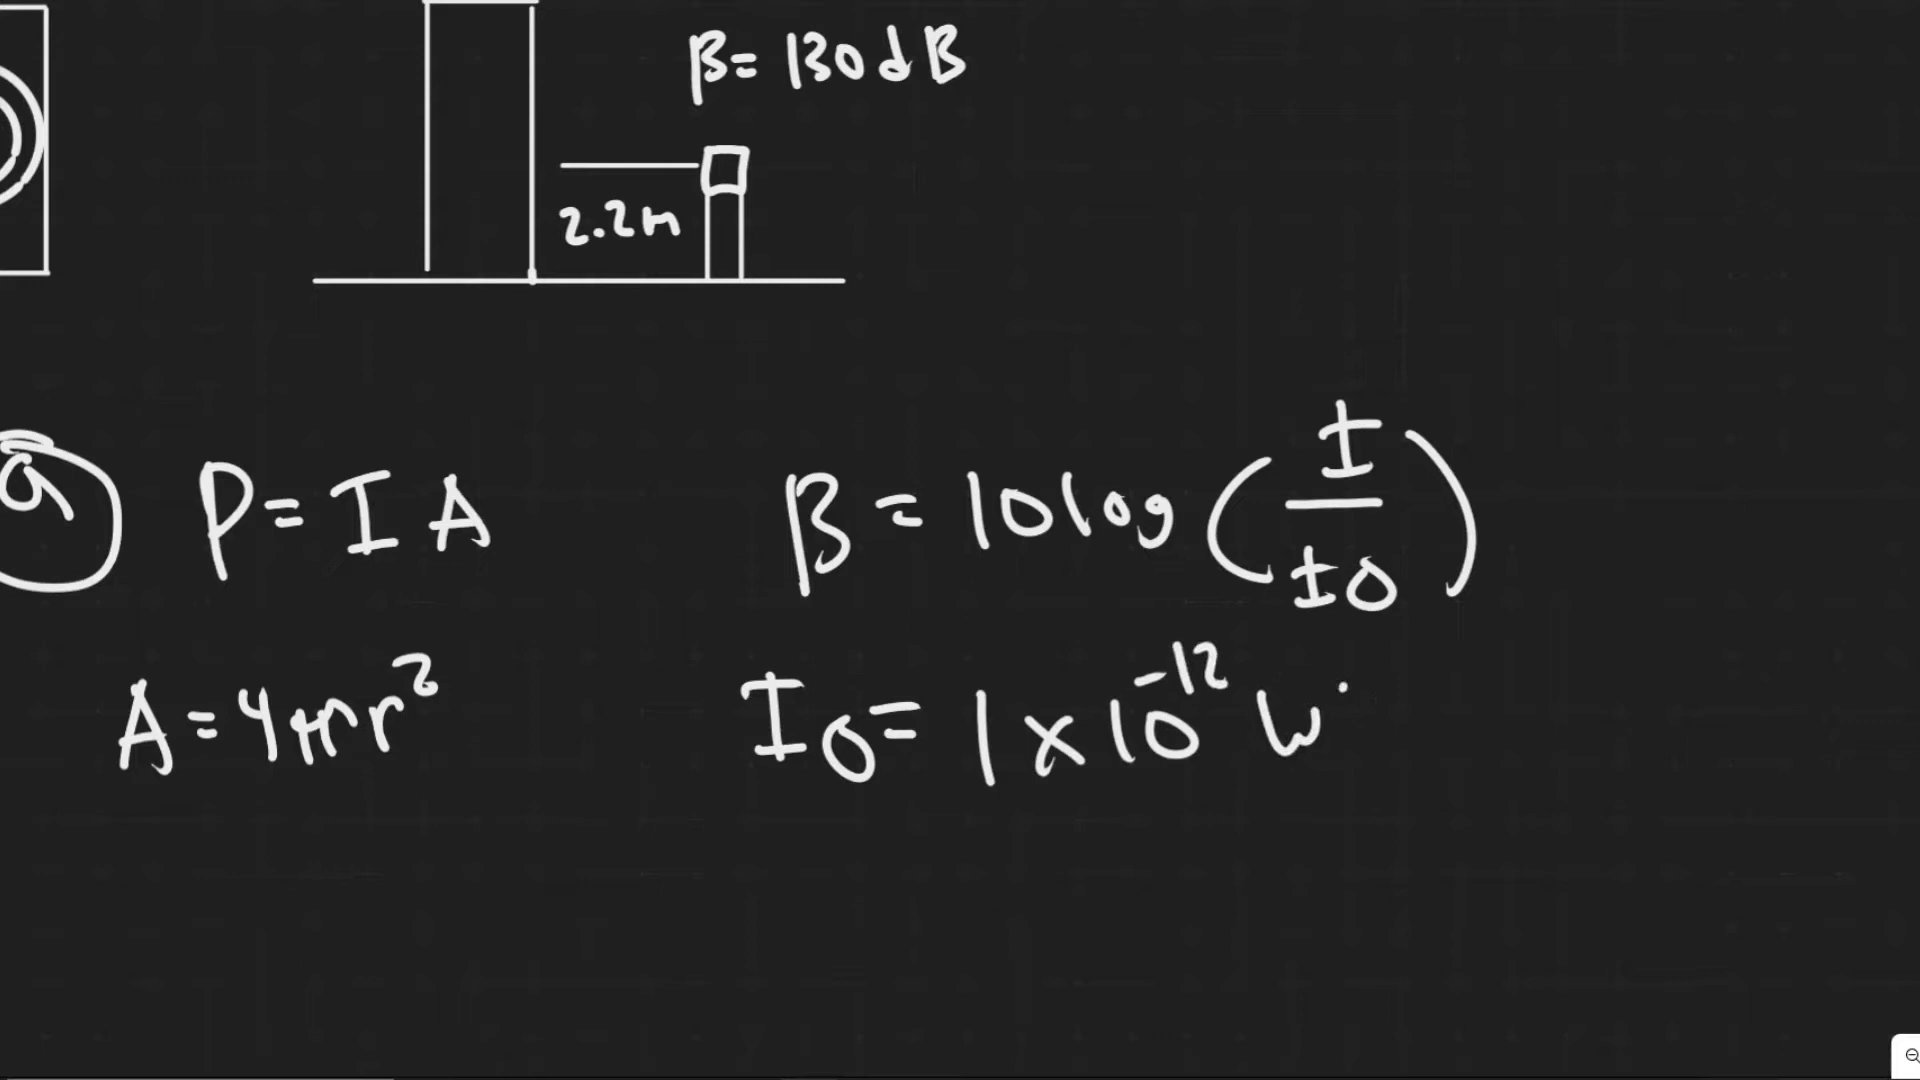 β = 130 dB
2.2m
a P = I A
β = 10 log ( I / I0 )
A = 4πr²
I0 = 1 x 10⁻¹² W